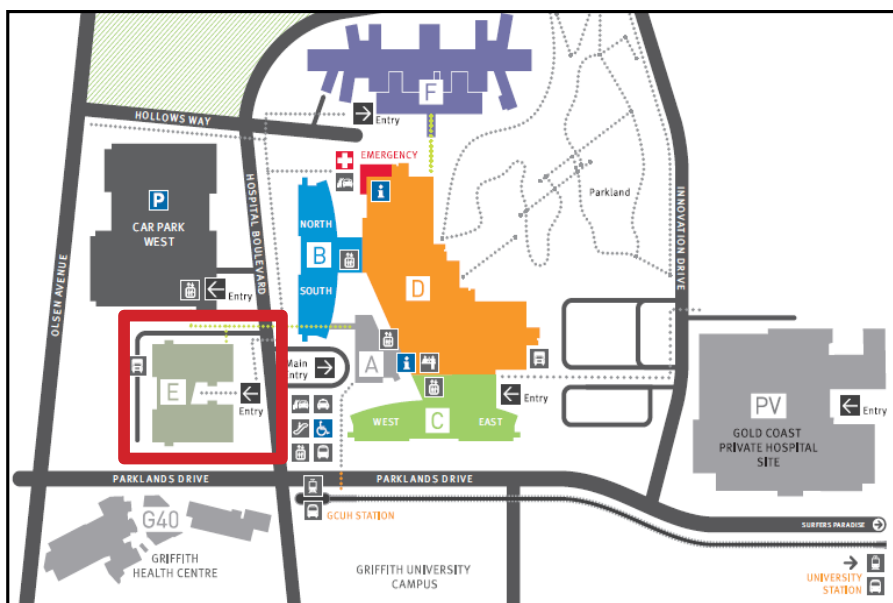 F
HOLLOWS WAY
Entry
EMERGENCY
i
Parkland
P
CAR PARK
WEST
NORTH
B
SOUTH
HOSPITAL BOULEVARD
INNOVATION DRIVE
OLSEN AVENUE
D
Entry
A
i
Main
Entry
E
Entry
WEST
C
EAST
Entry
PV
Entry
GOLD COAST
PRIVATE HOSPITAL
SITE
PARKLANDS DRIVE
PARKLANDS DRIVE
G40
GCUH STATION
GRIFFITH
HEALTH CENTRE
GRIFFITH UNIVERSITY
CAMPUS
SURFERS PARADISE
UNIVERSITY
STATION